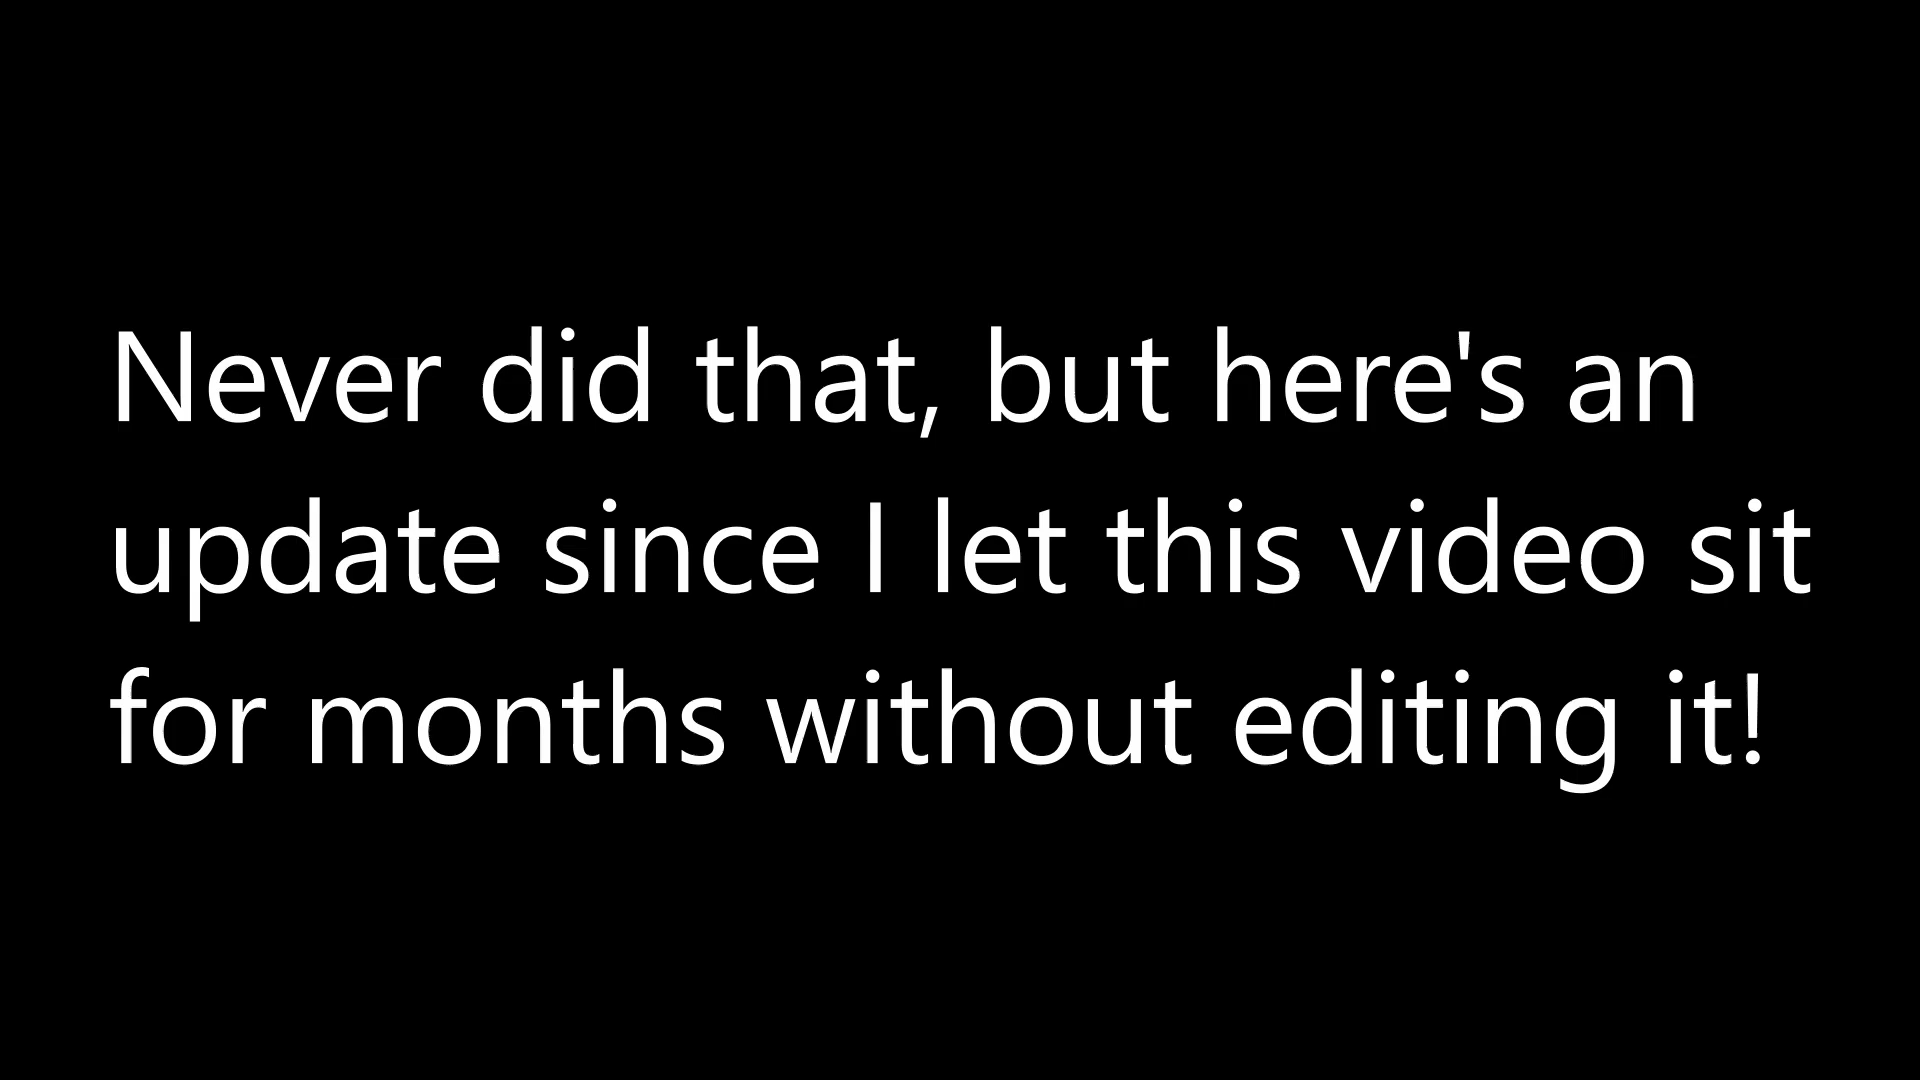 Never did that, but here's an
update since I let this video sit
for months without editing it!